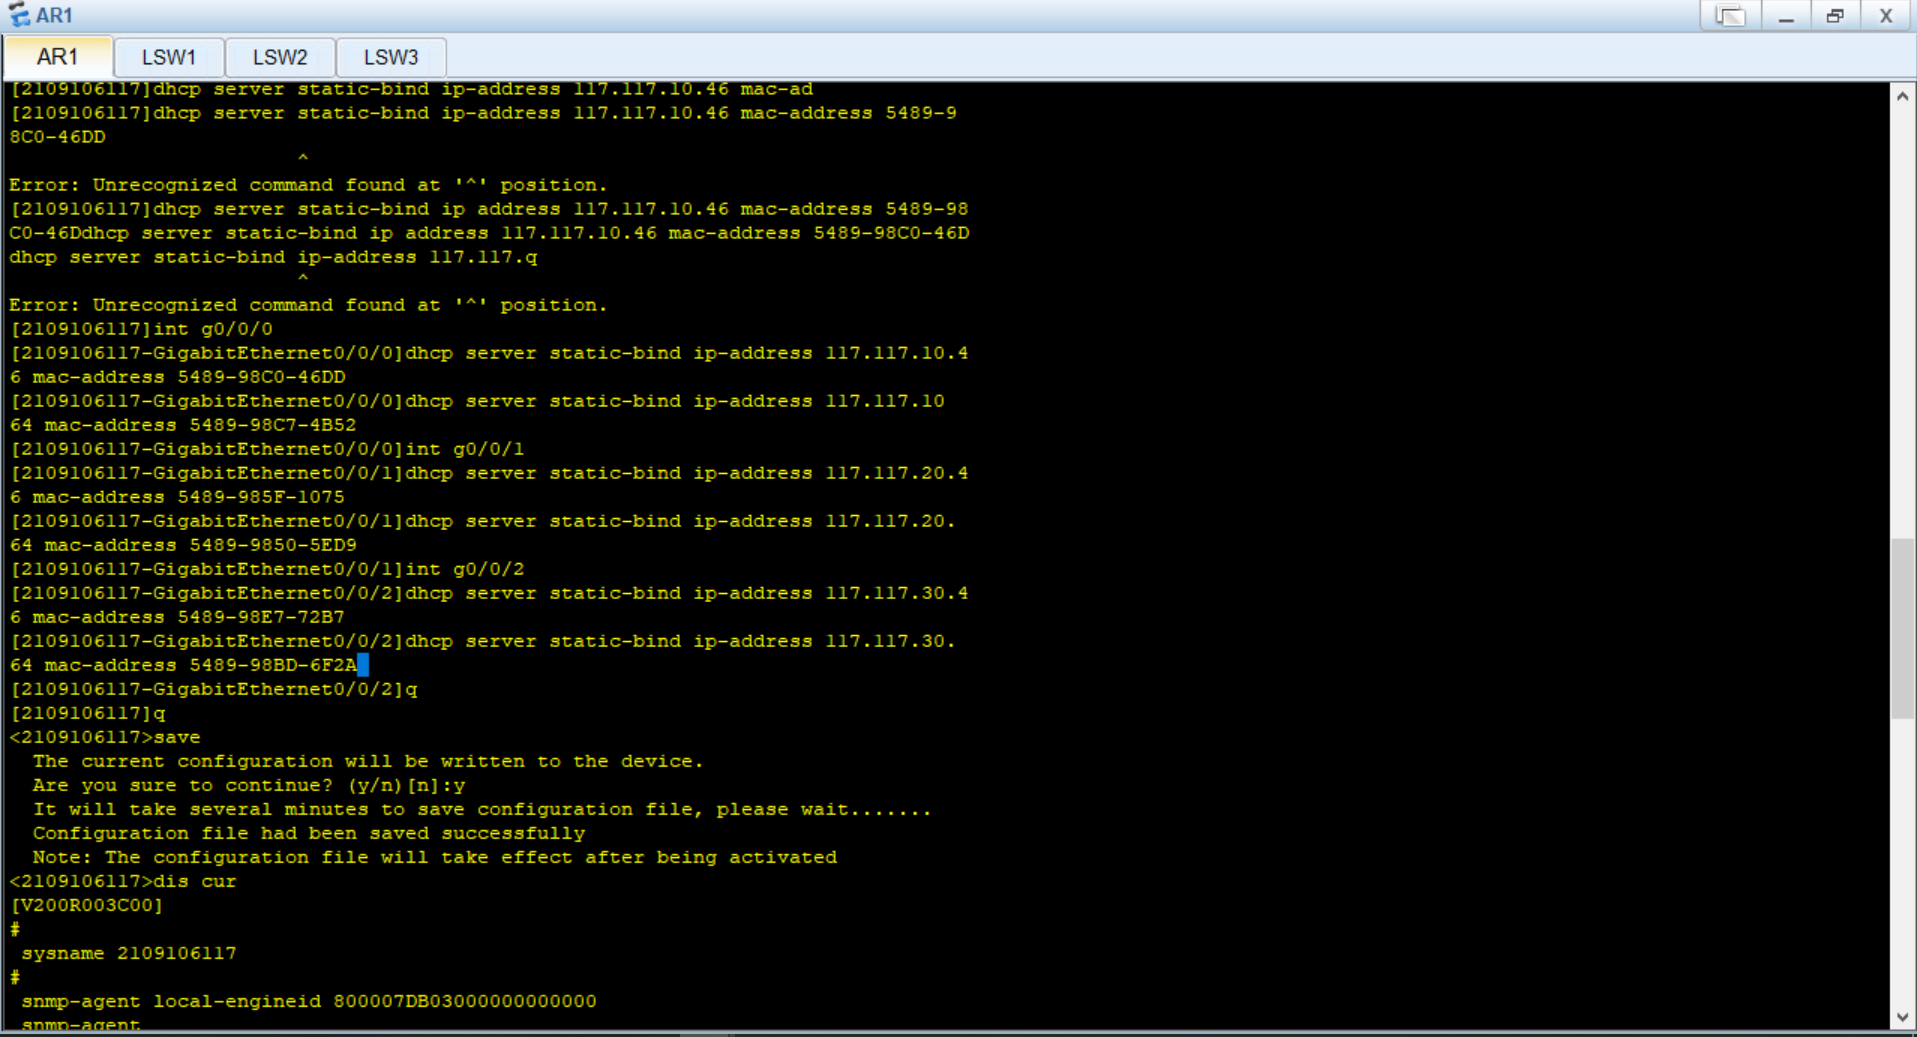 AR1
AR1 LSW1 LSW2 LSW3
[2109106117]dhcp server static-bind ip-address 117.117.10.46 mac-ad
[2109106117]dhcp server static-bind ip-address 117.117.10.46 mac-address 5489-9
8C0-46DD
^
Error: Unrecognized command found at '^' position.
[2109106117]dhcp server static-bind ip address 117.117.10.46 mac-address 5489-98
C0-46Ddhcp server static-bind ip address 117.117.10.46 mac-address 5489-98C0-46D
dhcp server static-bind ip-address 117.117.q
^
Error: Unrecognized command found at '^' position.
[2109106117]int g0/0/0
[2109106117-GigabitEthernet0/0/0]dhcp server static-bind ip-address 117.117.10.4
6 mac-address 5489-98C0-46DD
[2109106117-GigabitEthernet0/0/0]dhcp server static-bind ip-address 117.117.10
64 mac-address 5489-98C7-4B52
[2109106117-GigabitEthernet0/0/0]int g0/0/1
[2109106117-GigabitEthernet0/0/1]dhcp server static-bind ip-address 117.117.20.4
6 mac-address 5489-985F-1075
[2109106117-GigabitEthernet0/0/1]dhcp server static-bind ip-address 117.117.20.
64 mac-address 5489-9850-5ED9
[2109106117-GigabitEthernet0/0/1]int g0/0/2
[2109106117-GigabitEthernet0/0/2]dhcp server static-bind ip-address 117.117.30.4
6 mac-address 5489-98E7-72B7
[2109106117-GigabitEthernet0/0/2]dhcp server static-bind ip-address 117.117.30.
64 mac-address 5489-98BD-6F2A
[2109106117-GigabitEthernet0/0/2]q
[2109106117]q
<2109106117>save
The current configuration will be written to the device.
Are you sure to continue? (y/n)[n]:y
It will take several minutes to save configuration file, please wait.......
Configuration file had been saved successfully
Note: The configuration file will take effect after being activated
<2109106117>dis cur
[V200R003C00]
#
sysname 2109106117
#
snmp-agent local-engineid 800007DB03000000000000
snmp-agent